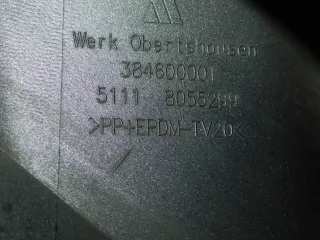 Werk Obertshausen
384600001
5111 8055209
>PP+EPDM-TV20<